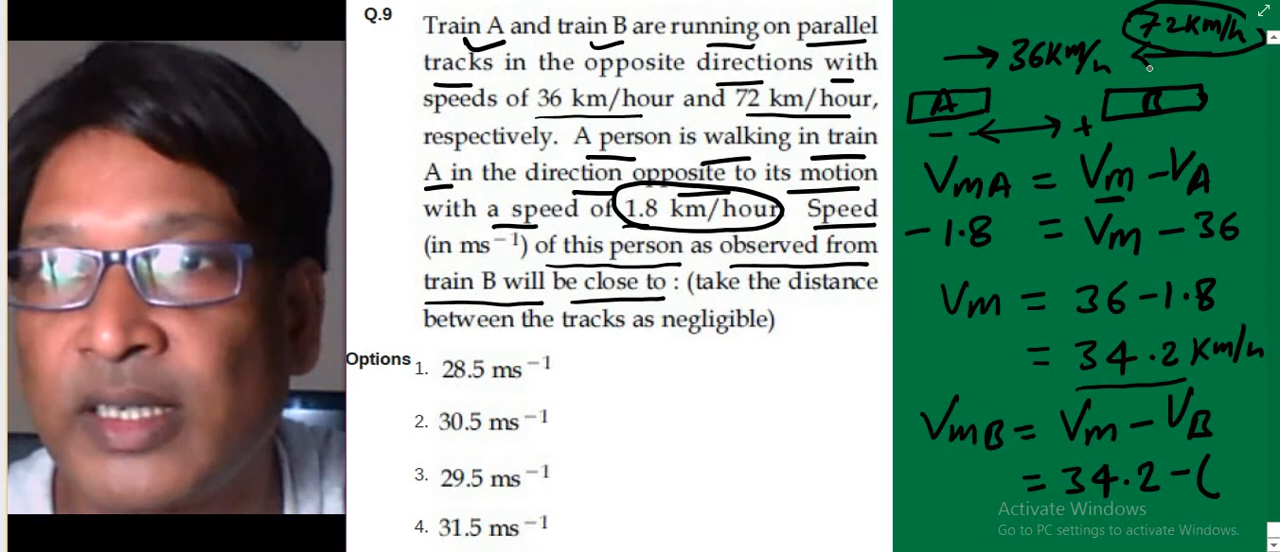 Q.9
Train A and train B are running on parallel
tracks in the opposite directions with
speeds of 36 km/hour and 72 km/hour,
respectively. A person is walking in train
A in the direction opposite to its motion
with a speed of 1.8 km/hour. Speed
(in ms⁻¹) of this person as observed from
train B will be close to : (take the distance
between the tracks as negligible)
Options
1. 28.5 ms⁻¹
2. 30.5 ms⁻¹
3. 29.5 ms⁻¹
4. 31.5 ms⁻¹
72 Km/h
→ 36Km/h ←
A B
- ↔ +
VmA = Vm - VA
-1.8 = Vm - 36
Vm = 36-1.8
= 34.2 Km/h
VmB = Vm - VB
= 34.2 - (
Activate Windows
Go to PC settings to activate Windows.